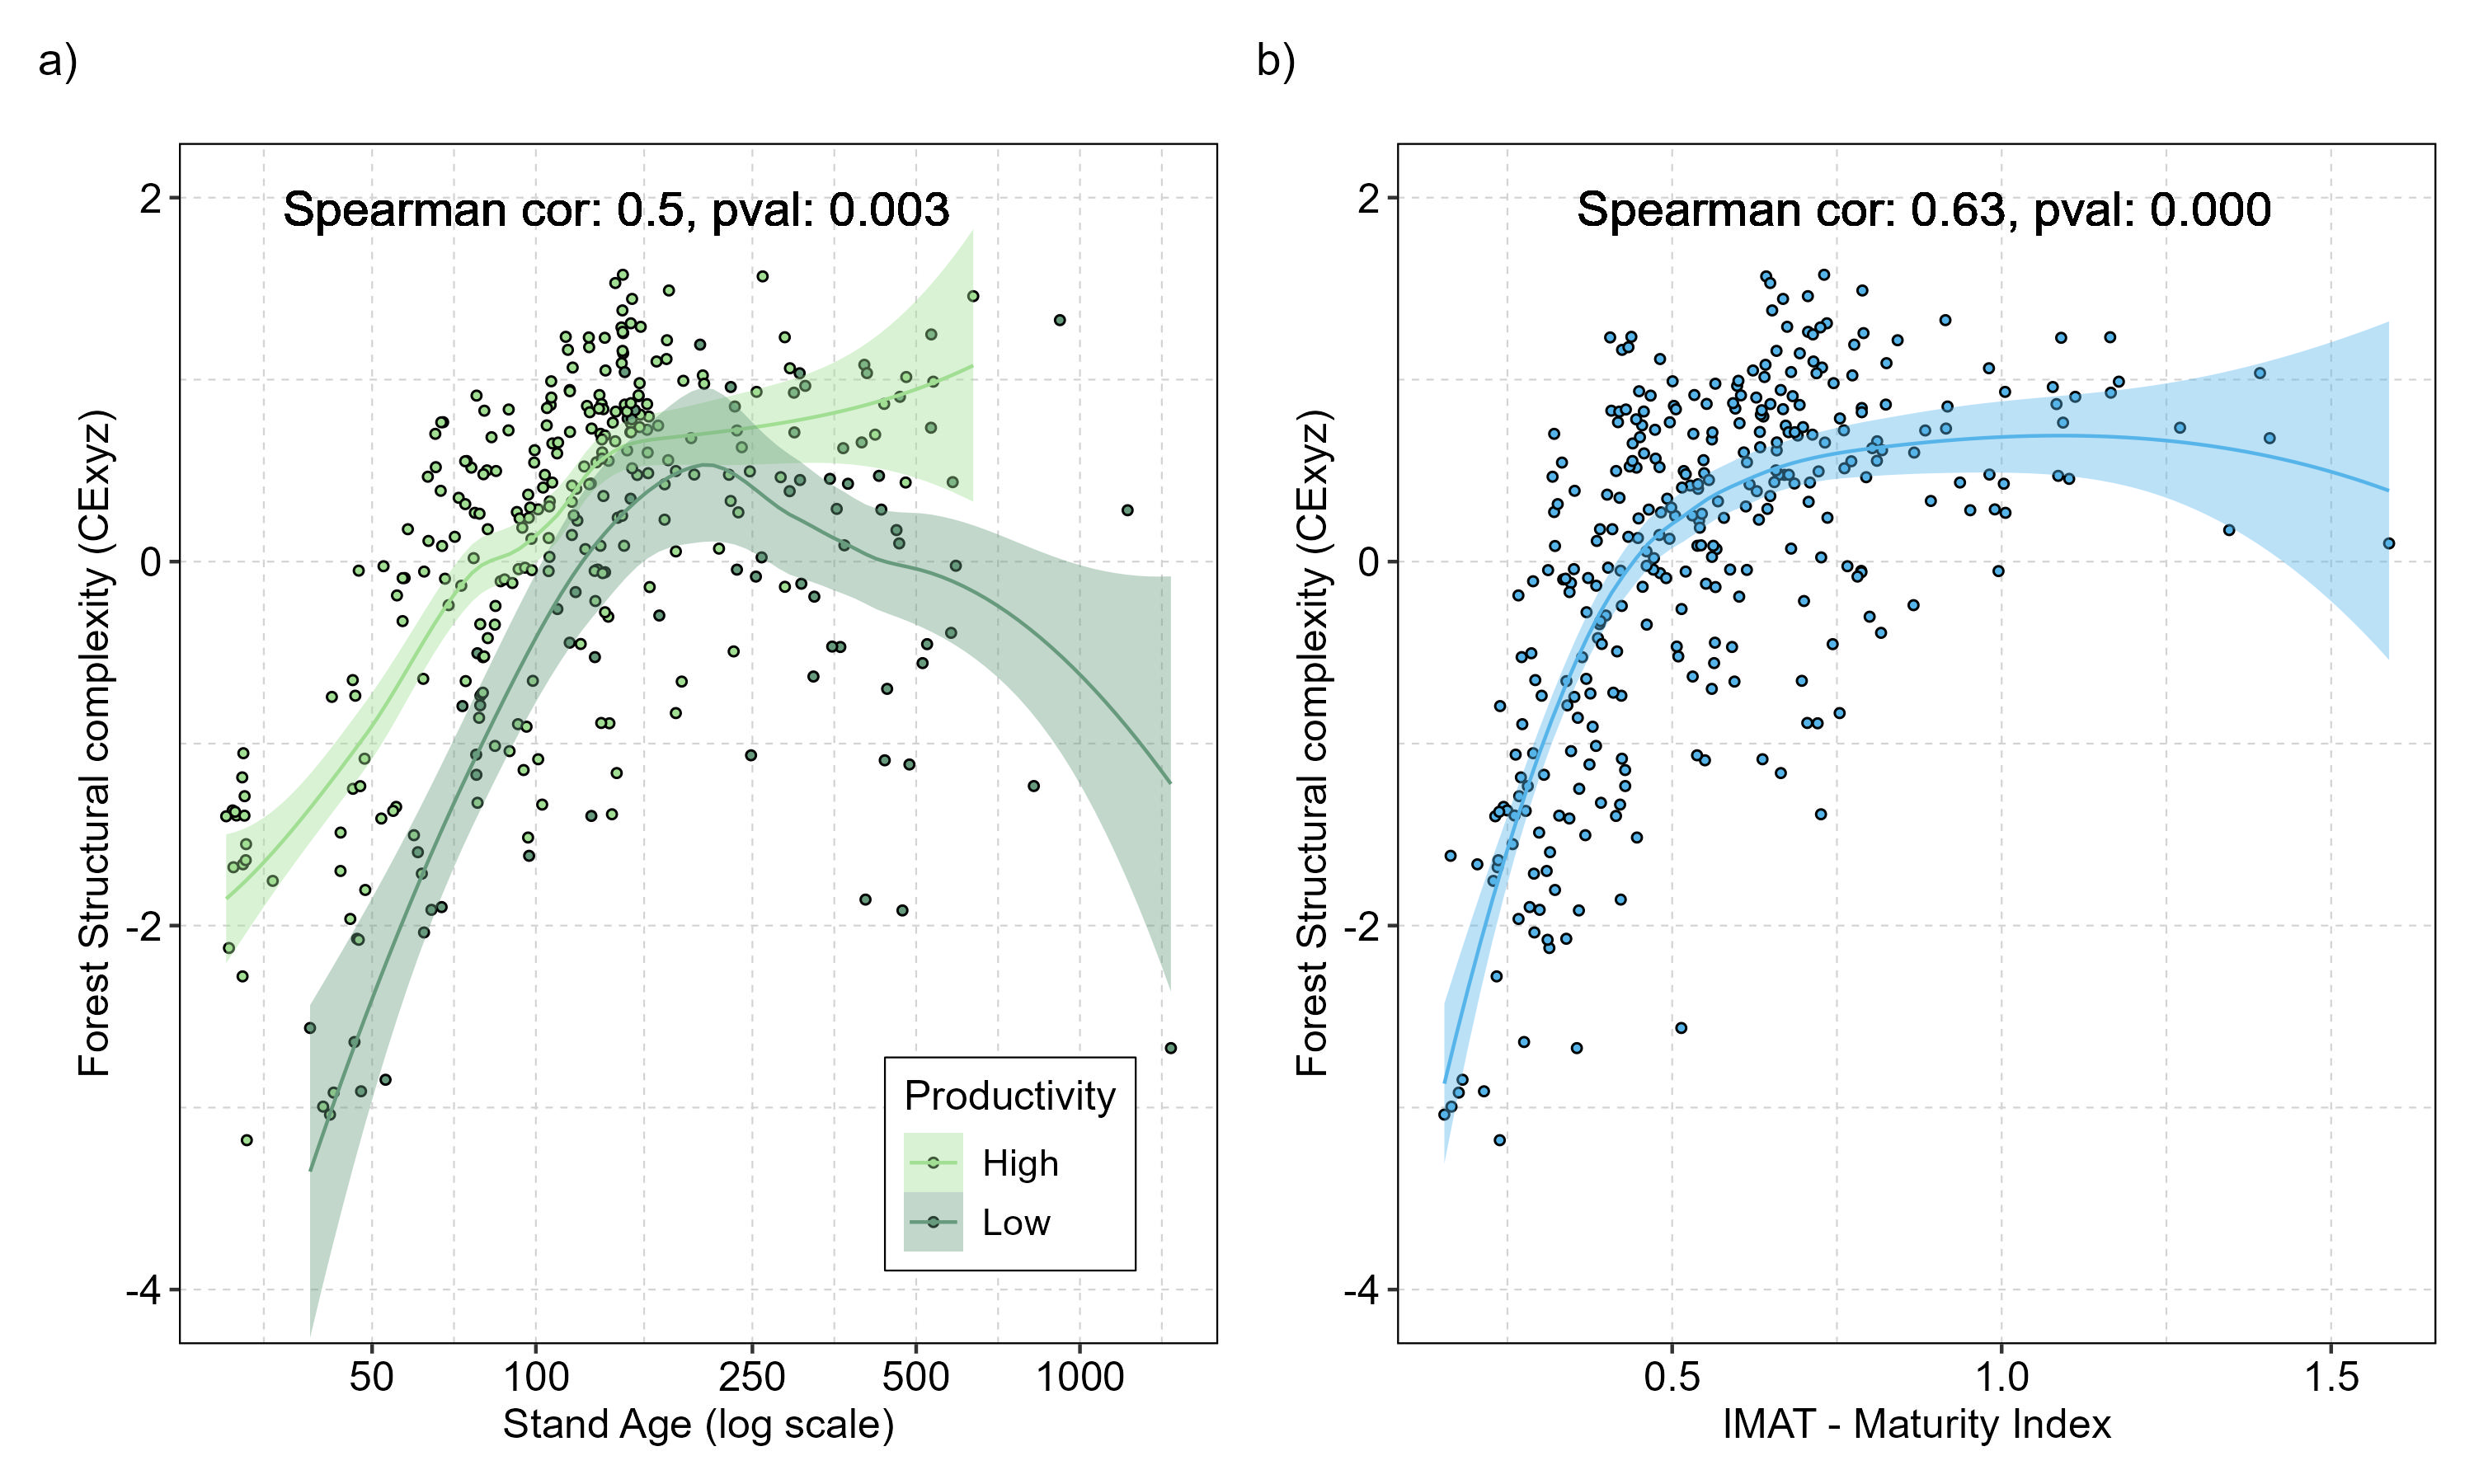 a)
Spearman cor: 0.5, pval: 0.003
Forest Structural complexity (CExyz)
2
0
-2
-4
Productivity
High
Low
50 100 250 500 1000
Stand Age (log scale)
b)
Spearman cor: 0.63, pval: 0.000
Forest Structural complexity (CExyz)
2
0
-2
-4
0.5 1.0 1.5
IMAT - Maturity Index